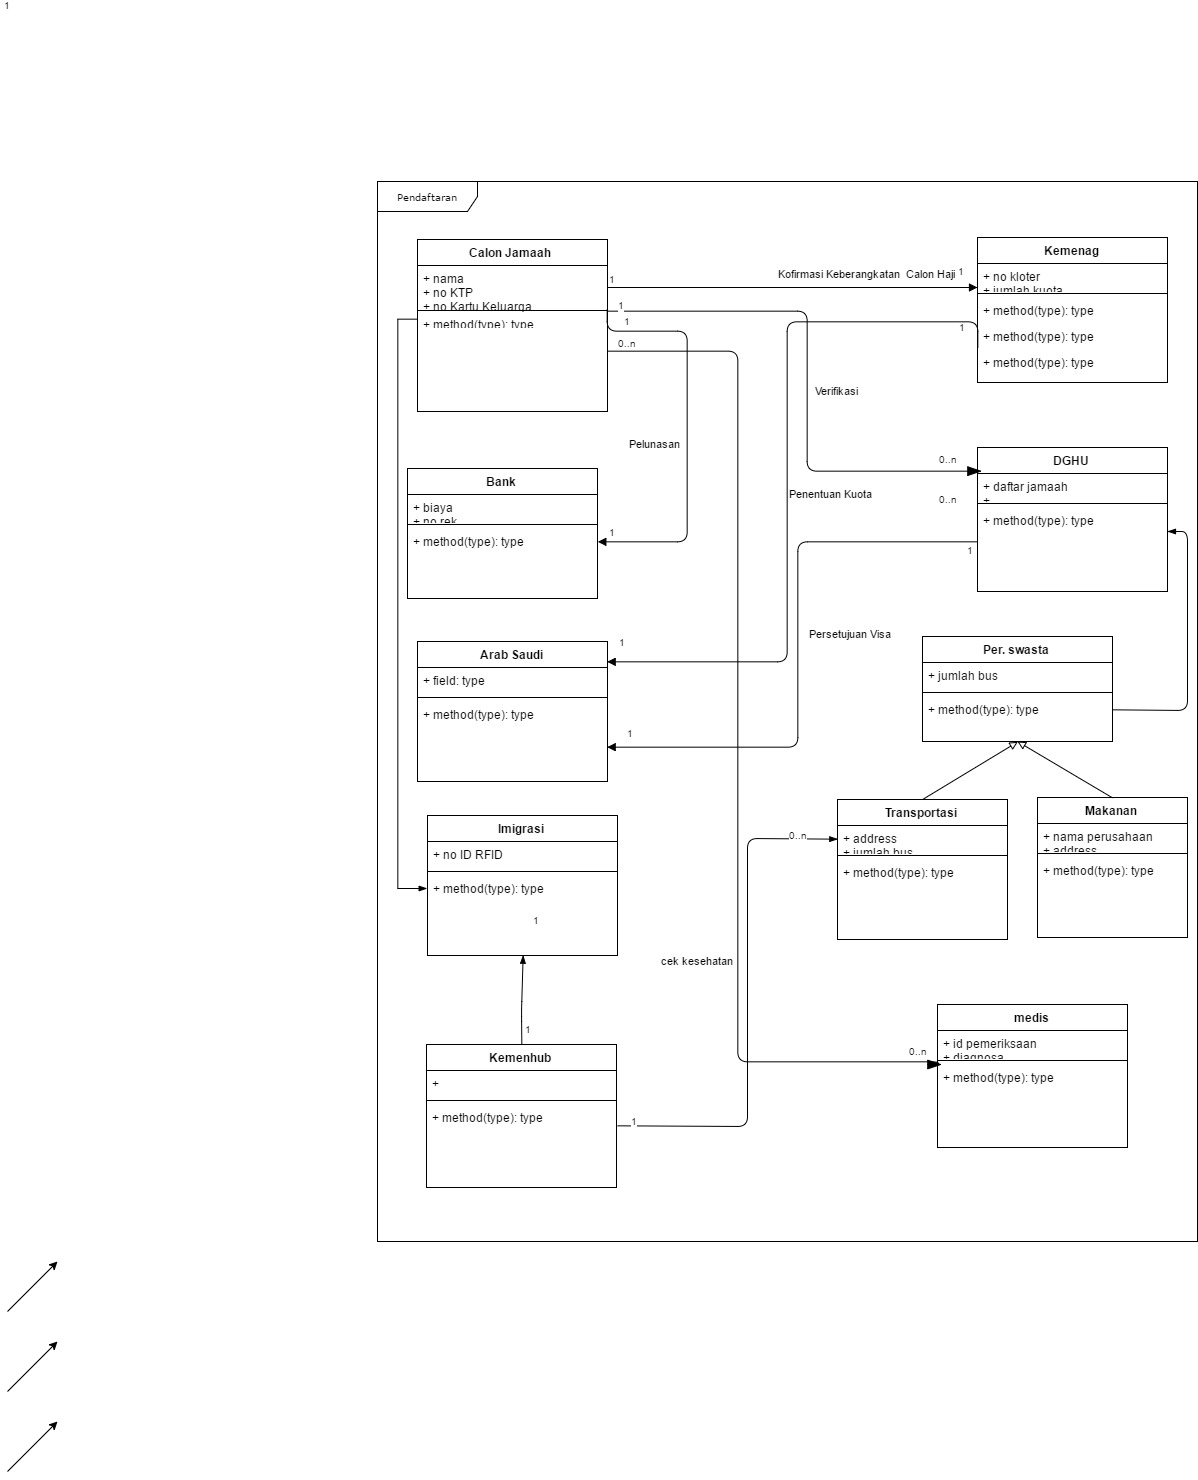 1
Pendaftaran
Calon Jamaah
+ nama
+ no KTP
+ no Kartu Keluarga
+ method(type): type
Kemenag
+ no kloter
+ jumlah kuota
+ method(type): type
+ method(type): type
+ method(type): type
1
Kofirmasi Keberangkatan Calon Haji
1
1
1
1
0..n
Verifikasi
Pelunasan
Bank
+ biaya
+ no rek
+ method(type): type
1
0..n
DGHU
+ daftar jamaah
+
+ method(type): type
Penentuan Kuota
0..n
1
Arab Saudi
+ field: type
+ method(type): type
1
Persetujuan Visa
1
Per. swasta
+ jumlah bus
+ method(type): type
Imigrasi
+ no ID RFID
+ method(type): type
1
Transportasi
+ address
+ jumlah bus
+ method(type): type
0..n
Makanan
+ nama perusahaan
+ address
+ method(type): type
cek kesehatan
1
Kemenhub
+
+ method(type): type
1
0..n
medis
+ id pemeriksaan
+ diagnosa
+ method(type): type